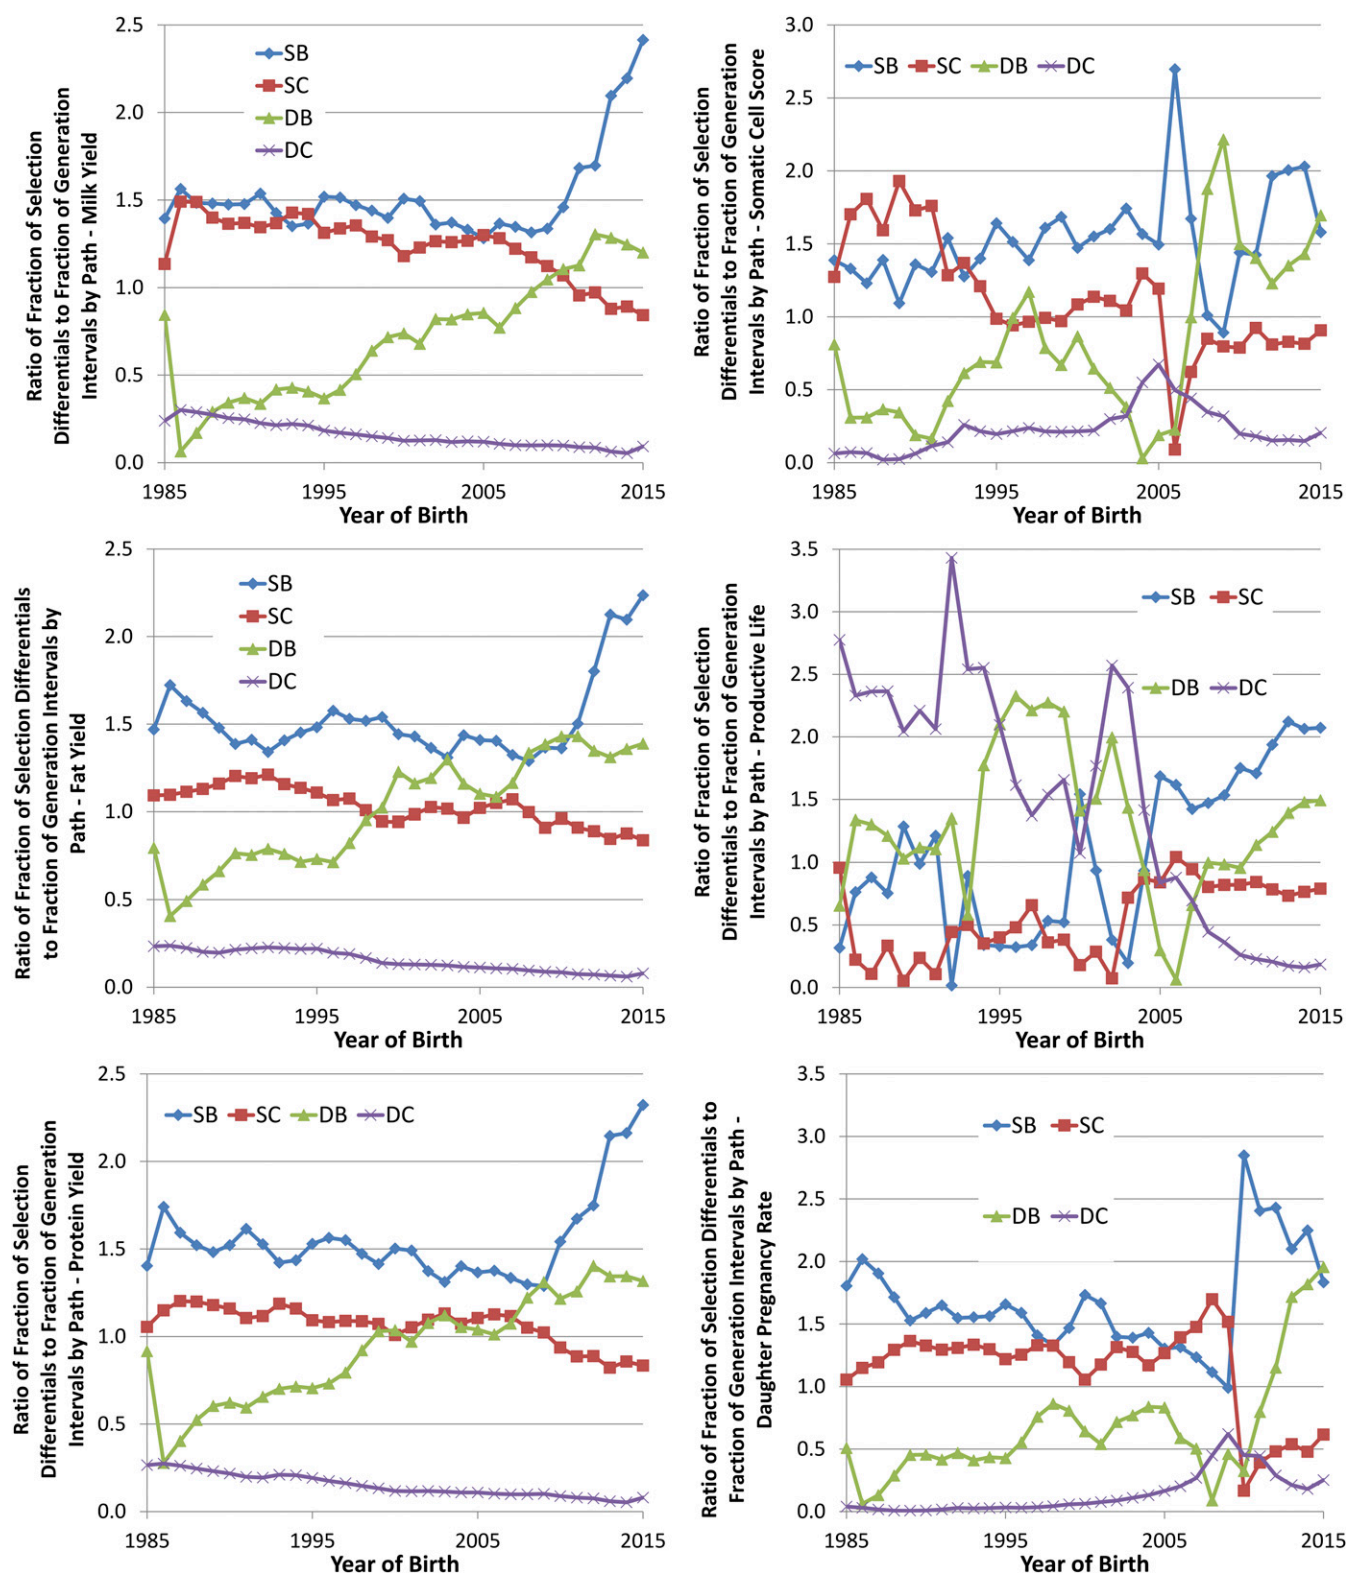 Ratio of Fraction of Selection
Differentials to Fraction of Generation
Intervals by Path - Milk Yield
2.5
2.0
1.5
1.0
0.5
0.0
SB
SC
DB
DC
1985
1995
2005
2015
Year of Birth
Ratio of Fraction of Selection
Differentials to Fraction of Generation
Intervals by Path - Somatic Cell Score
3.0
2.5
2.0
1.5
1.0
0.5
0.0
SB SC DB DC
1985
1995
2005
2015
Year of Birth
Ratio of Fraction of Selection Differentials
to Fraction of Generation Intervals by
Path - Fat Yield
2.5
2.0
1.5
1.0
0.5
0.0
SB
SC
DB
DC
1985
1995
2005
2015
Year of Birth
Ratio of Fraction of Selection
Differentials to Fraction of Generation
Intervals by Path - Productive Life
3.5
3.0
2.5
2.0
1.5
1.0
0.5
0.0
SB SC
DB DC
1985
1995
2005
2015
Year of Birth
Ratio of Fraction of Selection
Differentials to Fraction of Generation
Intervals by Path - Protein Yield
2.5
2.0
1.5
1.0
0.5
0.0
SB SC DB DC
1985
1995
2005
2015
Year of Birth
Ratio of Fraction of Selection Differentials to
Fraction of Generation Intervals by Path -
Daughter Pregnancy Rate
3.5
3.0
2.5
2.0
1.5
1.0
0.5
0.0
SB SC
DB DC
1985
1995
2005
2015
Year of Birth